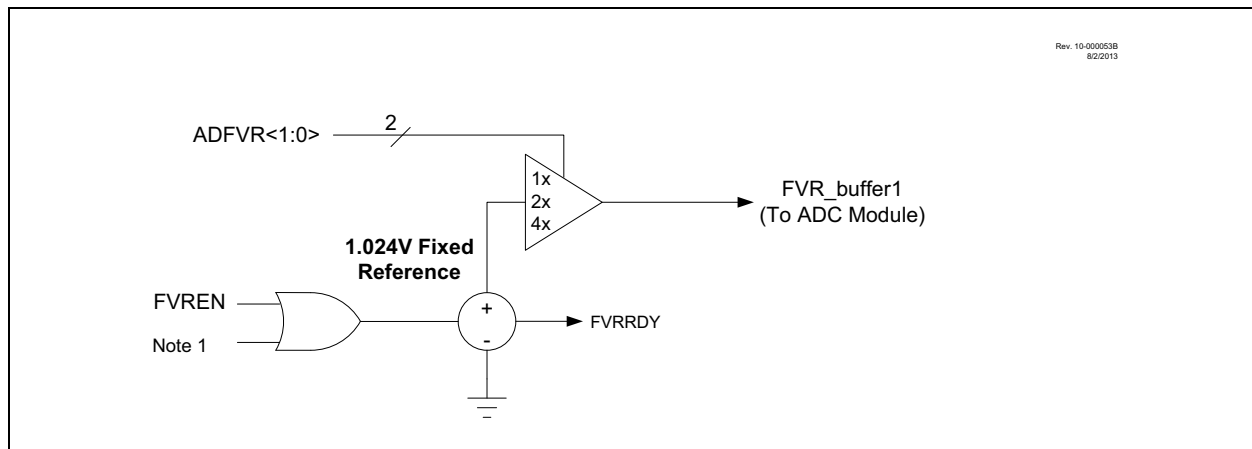 Rev. 10-000053B
8/2/2013
2
ADFVR<1:0>
1x
2x
4x
FVR_buffer1
(To ADC Module)
1.024V Fixed
Reference
FVREN
Note 1
+
-
FVRRDY